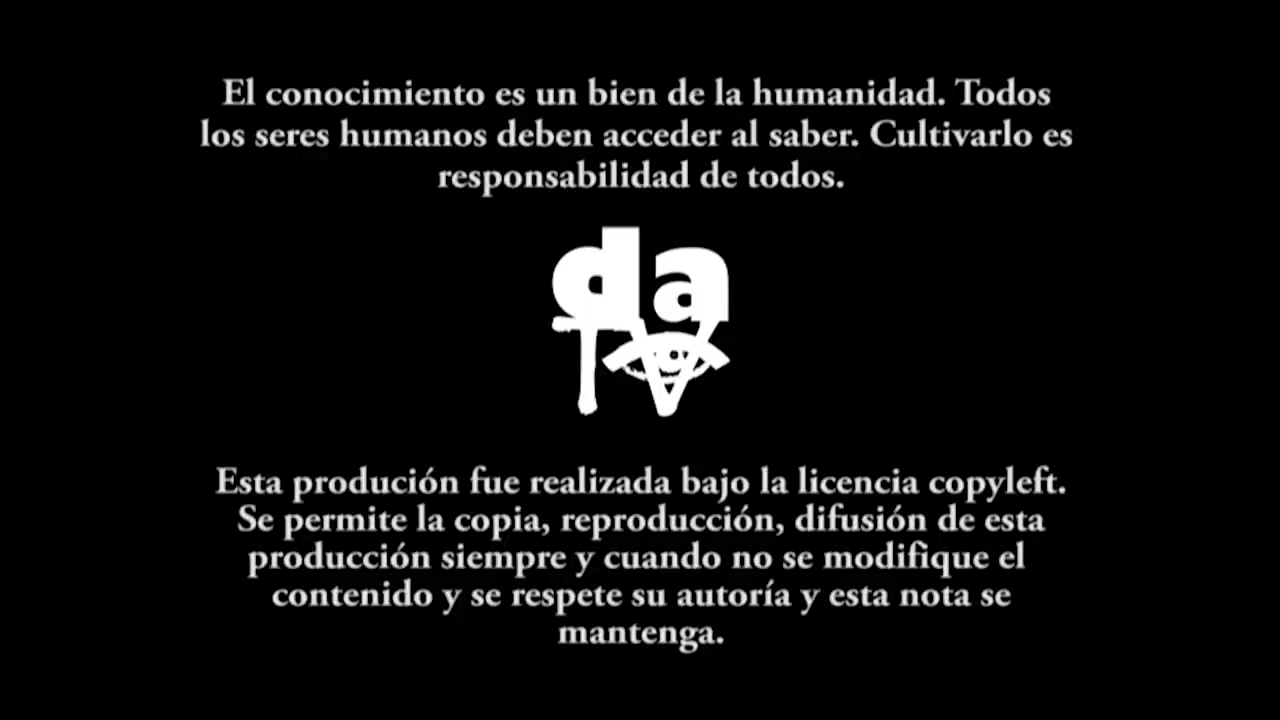 El conocimiento es un bien de la humanidad. Todos
los seres humanos deben acceder al saber. Cultivarlo es
responsabilidad de todos.
da
TV
Esta produción fue realizada bajo la licencia copyleft.
Se permite la copia, reproducción, difusión de esta
producción siempre y cuando no se modifique el
contenido y se respete su autoría y esta nota se
mantenga.